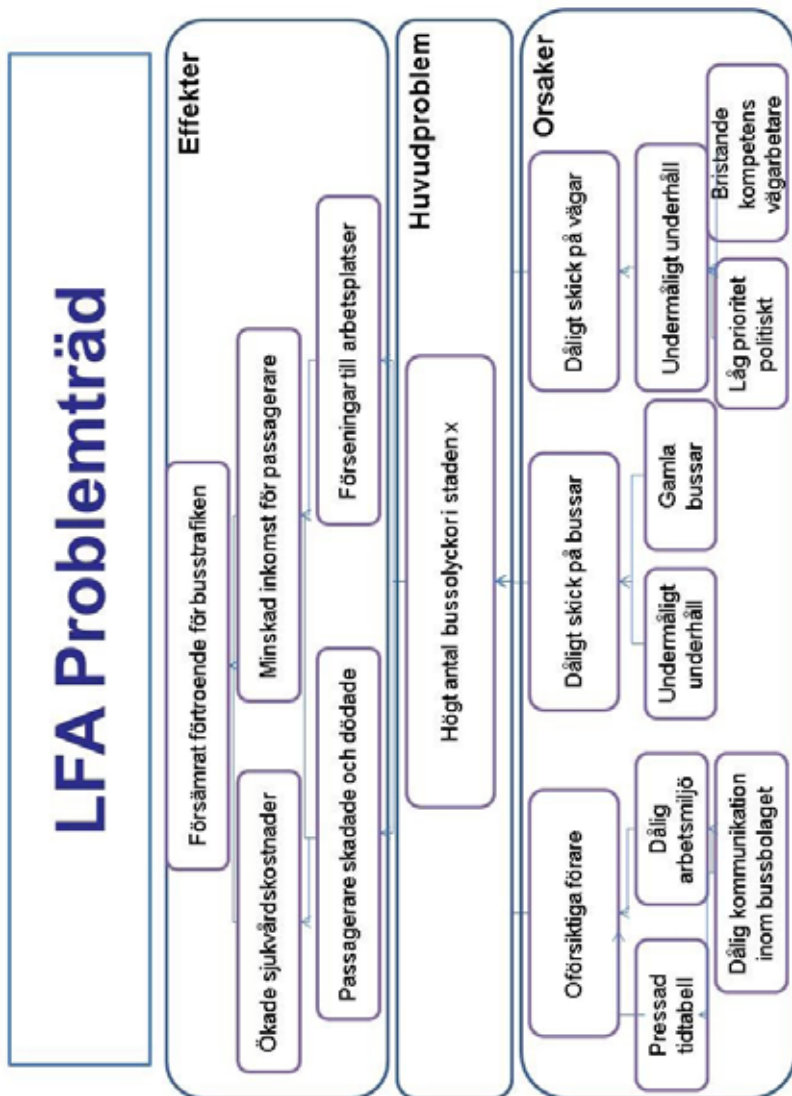 LFA Problemträd
Effekter
Försämrat förtroende för busstrafiken
Ökade sjukvårdskostnader
Minskad inkomst för passagerare
Passagerare skadade och dödade
Förseningar till arbetsplatser
Huvudproblem
Högt antal bussolyckor i staden x
Orsaker
Oförsiktiga förare
Dåligt skick på bussar
Dåligt skick på vägar
Pressad
tidtabell
Dålig
arbetsmiljö
Undermåligt
underhåll
Gamla
bussar
Undermåligt underhåll
Dålig kommunikation
inom bussbolaget
Låg prioritet
politiskt
Bristande
kompetens
vägarbetare